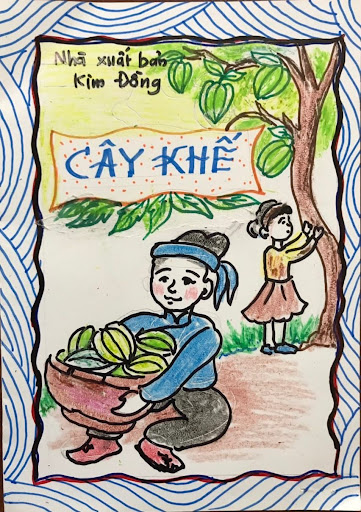 Nhà xuất bản
Kim Đồng
CÂY KHẾ